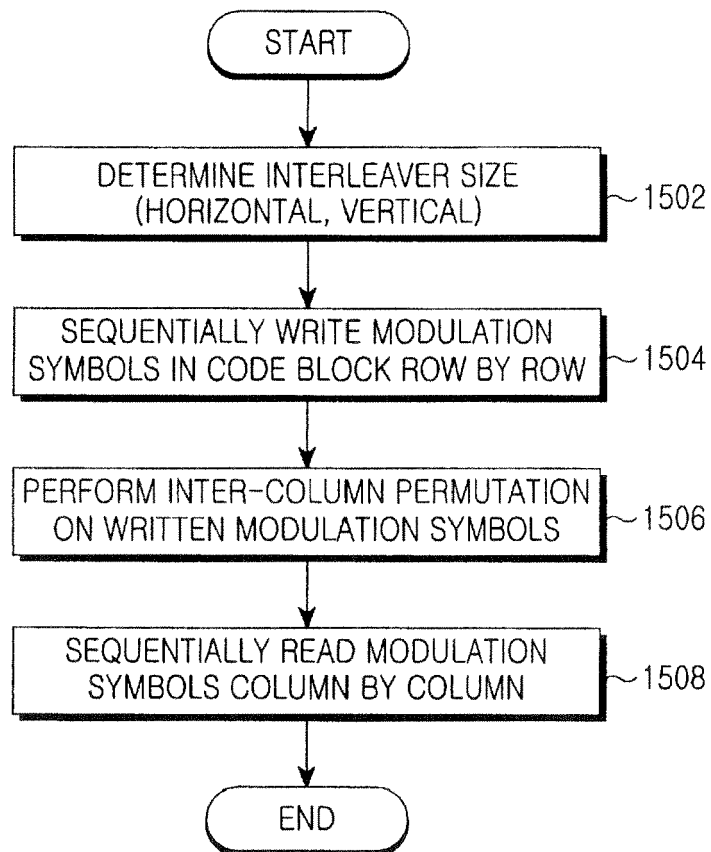 START
DETERMINE INTERLEAVER SIZE
(HORIZONTAL, VERTICAL)
1502
SEQUENTIALLY WRITE MODULATION
SYMBOLS IN CODE BLOCK ROW BY ROW
1504
PERFORM INTER-COLUMN PERMUTATION
ON WRITTEN MODULATION SYMBOLS
1506
SEQUENTIALLY READ MODULATION
SYMBOLS COLUMN BY COLUMN
1508
END